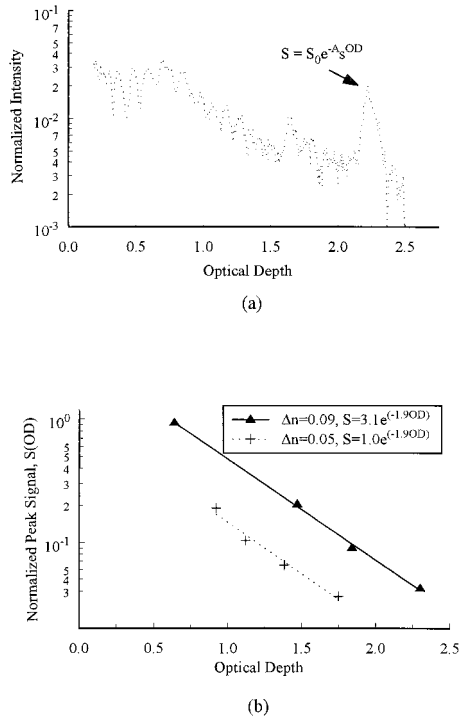 10^-1
5
4
3
2
10^-2
5
4
3
2
10^-3
Normalized Intensity
S = S_0e^-A_s^OD
0.0 0.5 1.0 1.5 2.0 2.5
Optical Depth
(a)
Δn=0.09, S=3.1e^(-1.9OD)
Δn=0.05, S=1.0e^(-1.9OD)
10^0
5
4
3
2
10^-1
5
4
3
Normalized Peak Signal, S(OD)
0.0 0.5 1.0 1.5 2.0 2.5
Optical Depth
(b)